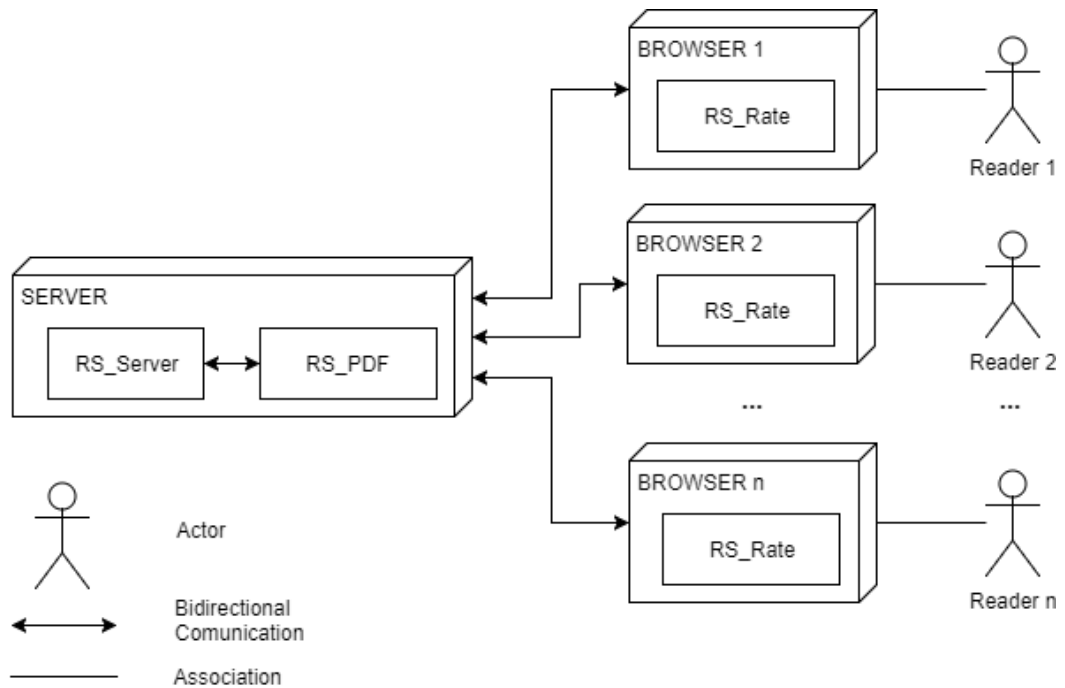 BROWSER 1
RS_Rate
Reader 1
BROWSER 2
RS_Rate
Reader 2
SERVER
RS_Server
RS_PDF
...
...
BROWSER n
RS_Rate
Reader n
Actor
Bidirectional
Comunication
Association